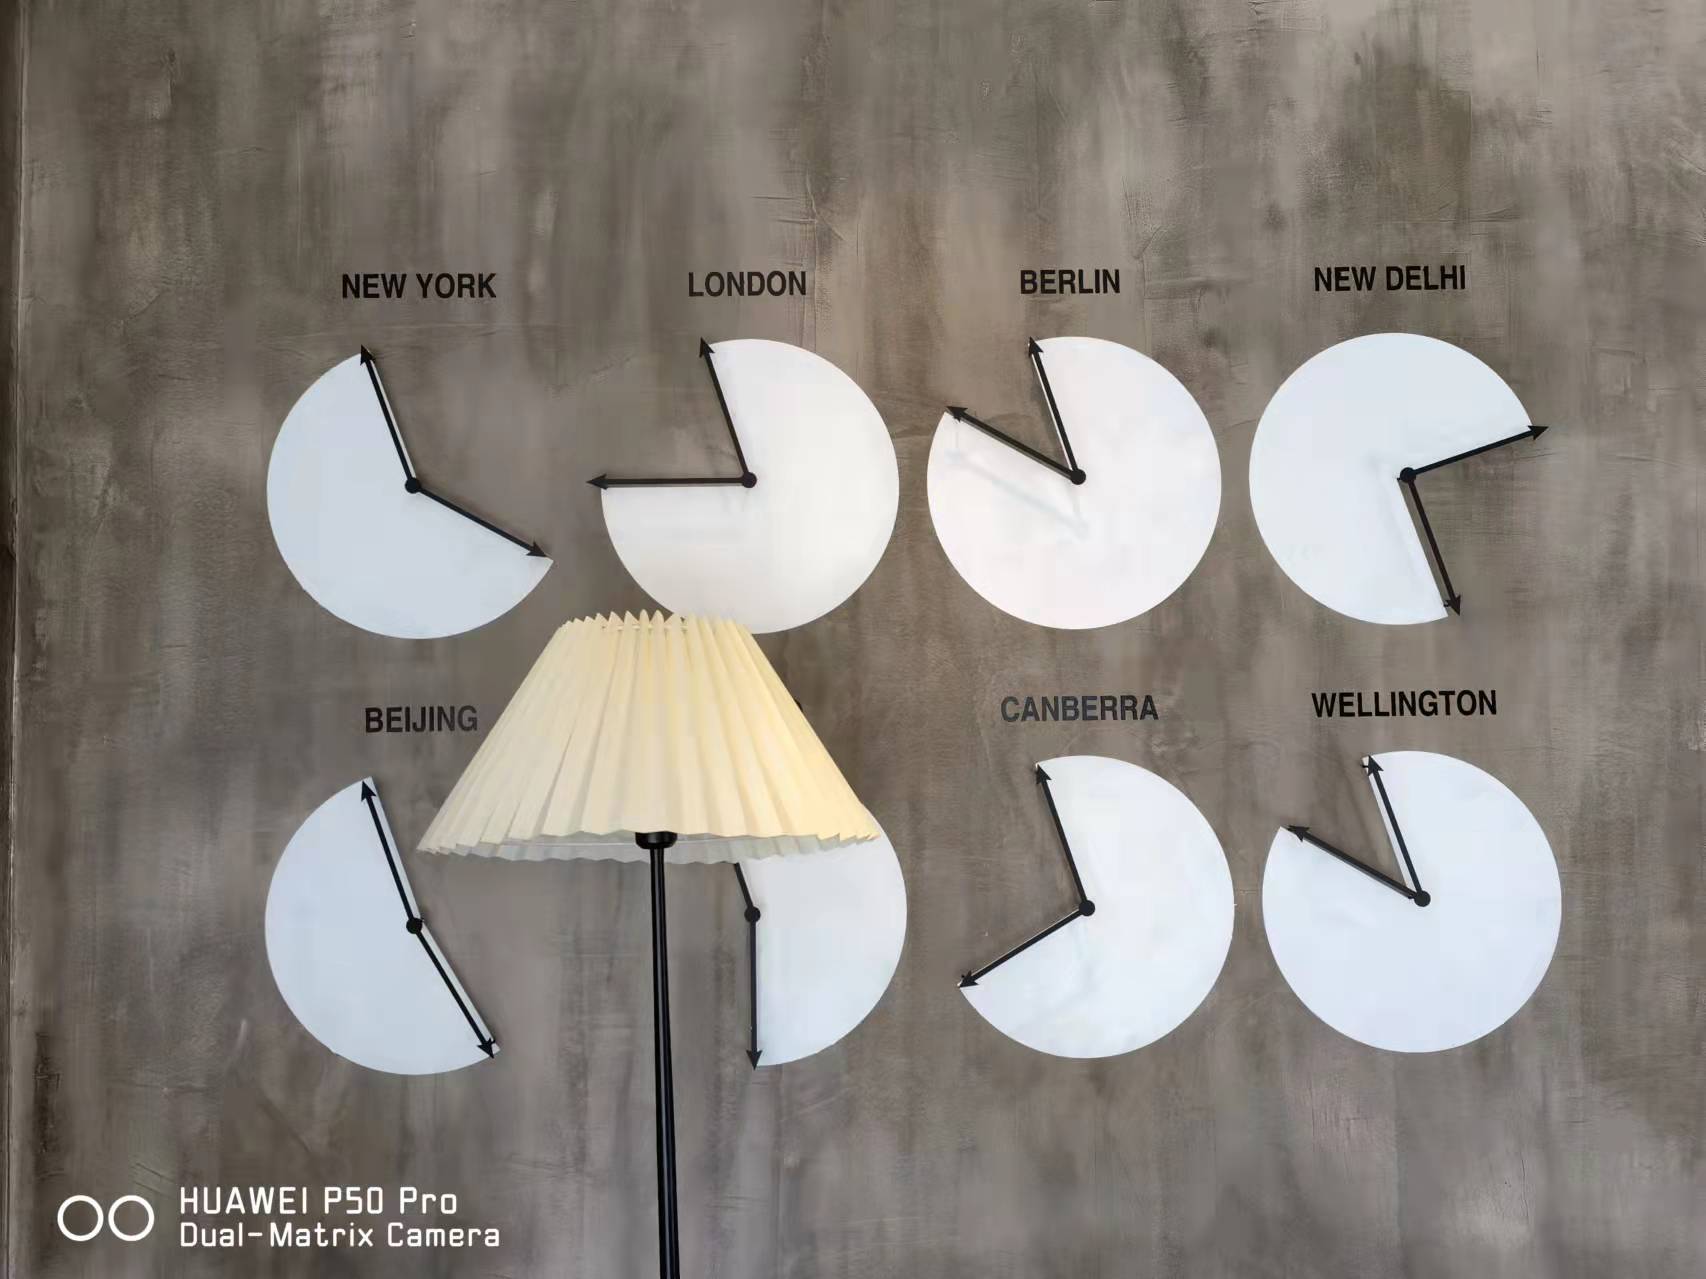 NEW YORK
LONDON
BERLIN
NEW DELHI
BEIJING
CANBERRA
WELLINGTON
HUAWEI P50 Pro
Dual-Matrix Camera